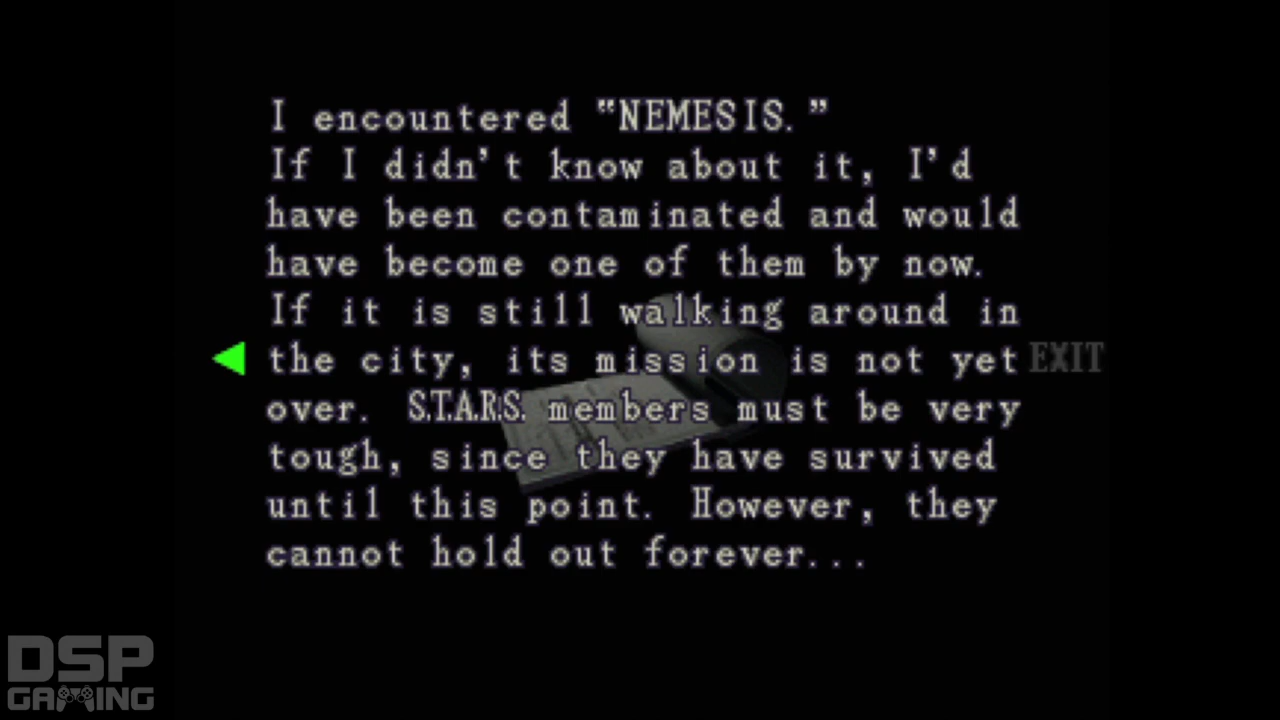 I encountered “NEMESIS.”
If I didn’t know about it, I’d
have been contaminated and would
have become one of them by now.
If it is still walking around in
the city, its mission is not yet
EXIT
over. S.T.A.R.S. members must be very
tough, since they have survived
until this point. However, they
cannot hold out forever...
DSP
GAMING